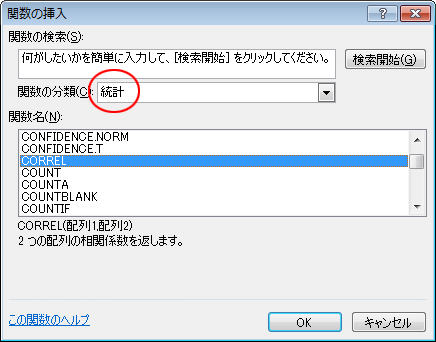 関数の挿入
関数の検索(S):
何がしたいかを簡単に入力して、[検索開始] をクリックしてください。
検索開始(G)
関数の分類(C): 統計
関数名(N):
CONFIDENCE.NORM
CONFIDENCE.T
CORREL
COUNT
COUNTA
COUNTBLANK
COUNTIF
CORREL(配列1,配列2)
2 つの配列の相関係数を返します。
この関数のヘルプ
OK
キャンセル